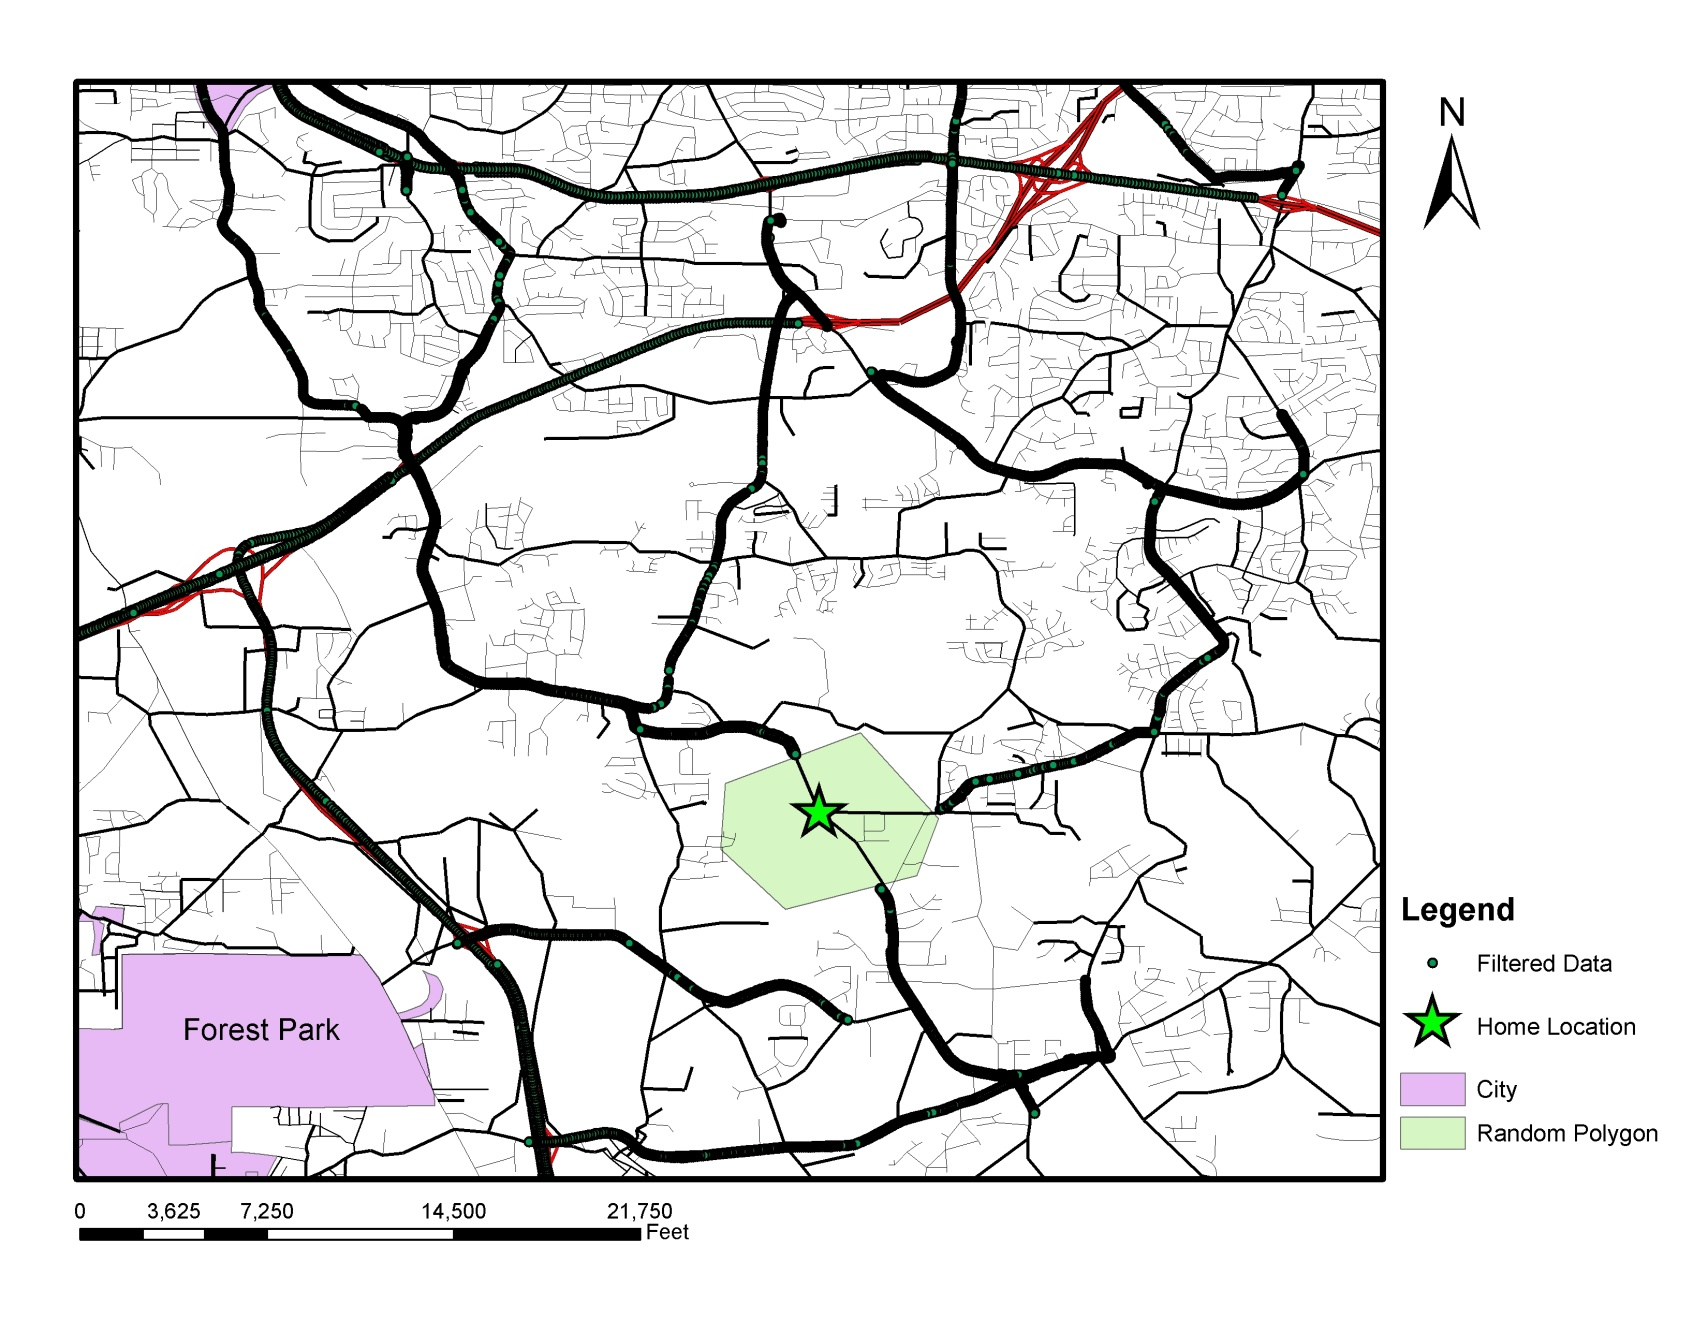 N
Forest Park
Legend
Filtered Data
Home Location
City
Random Polygon
0 3,625 7,250 14,500 21,750
Feet